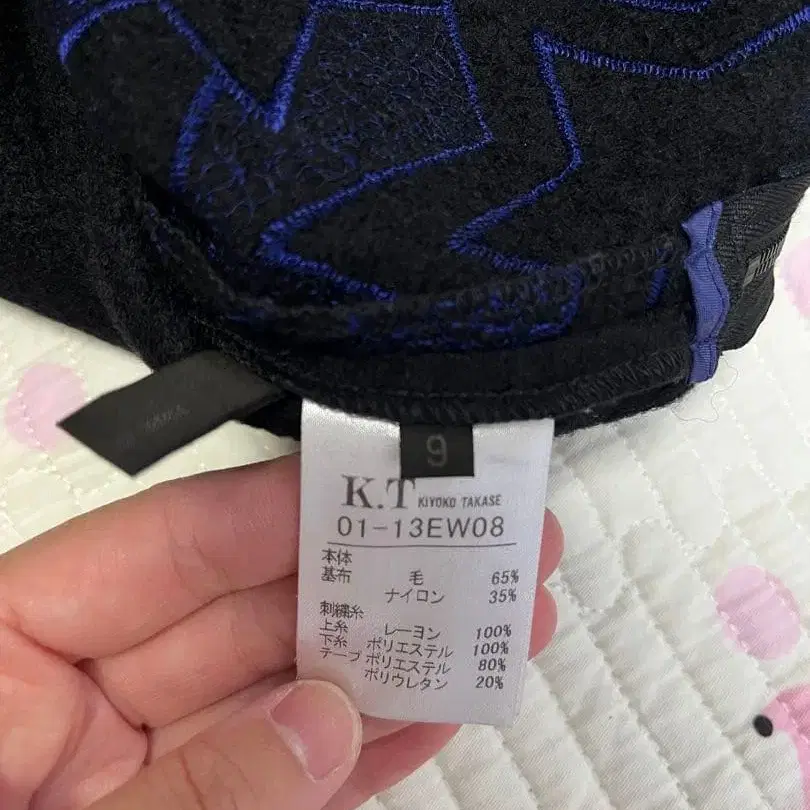 9
K.T KIYOKO TAKASE
01-13EW08
本体
基布 毛 65%
ナイロン 35%
刺繍糸
上糸 レーヨン 100%
下糸 ポリエステル 100%
テープ ポリエステル 80%
ポリウレタン 20%